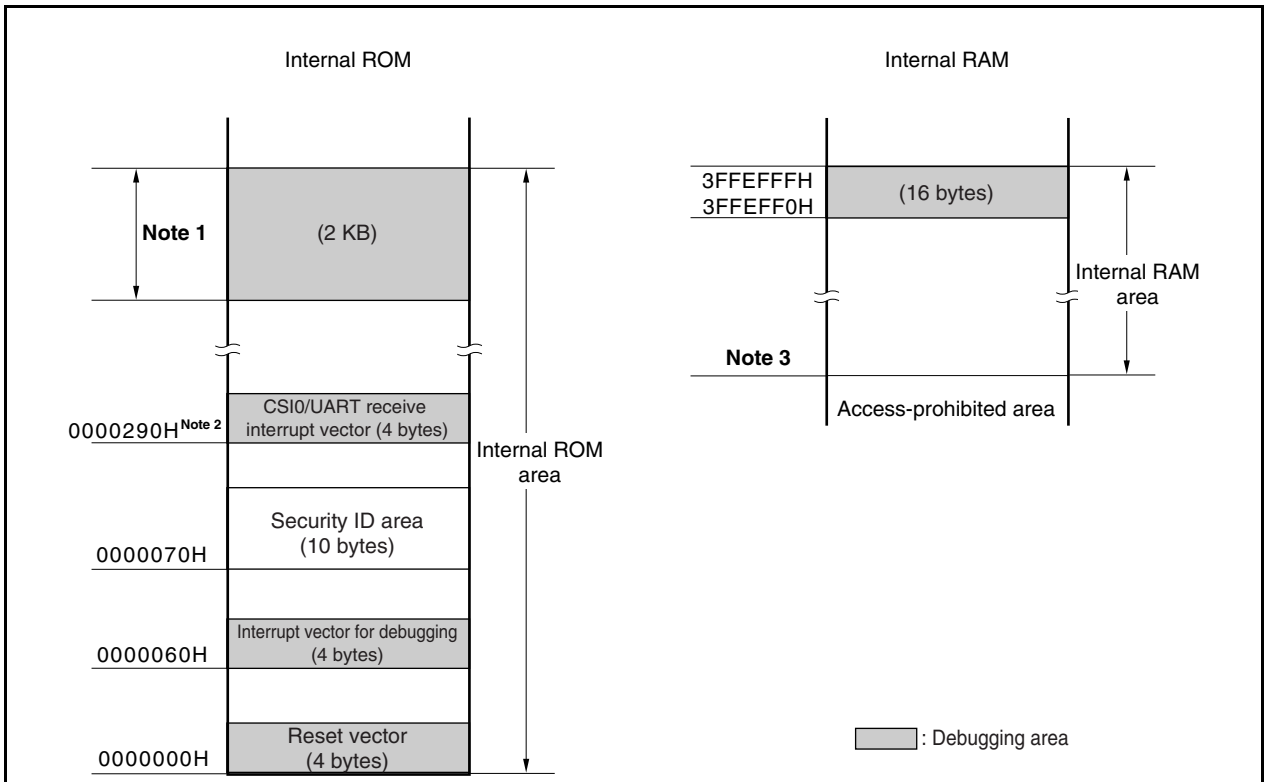 Internal ROM
Internal RAM
Note 1
(2 KB)
CSI0/UART receive
interrupt vector (4 bytes)
0000290H Note 2
Internal ROM
area
Security ID area
(10 bytes)
0000070H
Interrupt vector for debugging
(4 bytes)
0000060H
Reset vector
(4 bytes)
0000000H
3FFEFFFH
3FFEFF0H
(16 bytes)
Internal RAM
area
Note 3
Access-prohibited area
: Debugging area